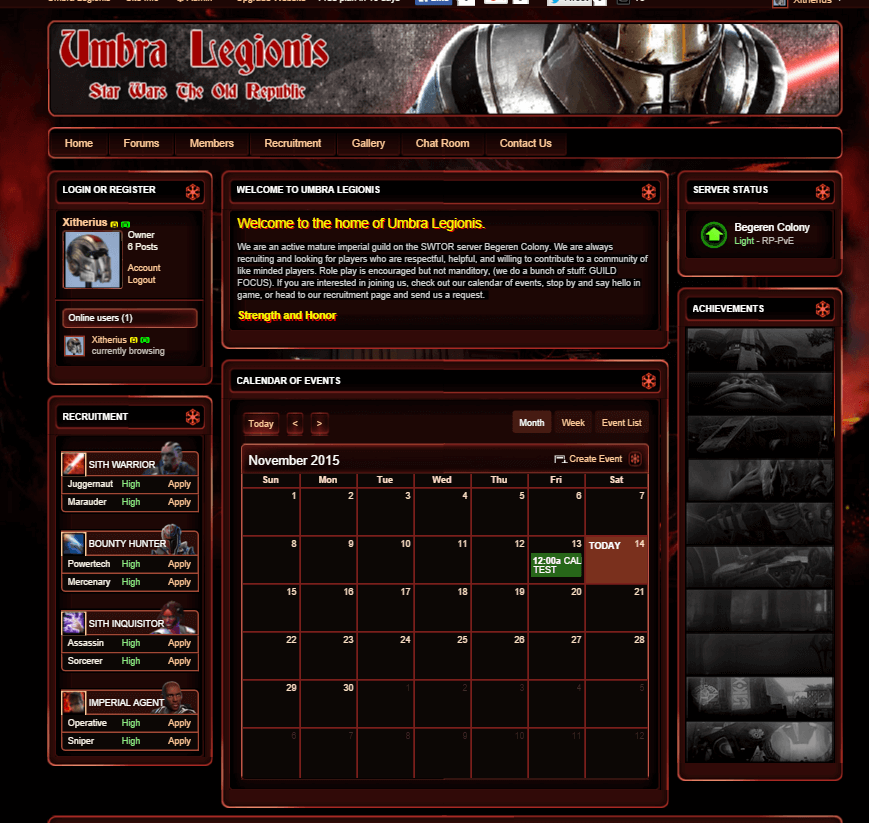 Umbra Legionis
Star Wars The Old Republic
Home Forums Members Recruitment Gallery Chat Room Contact Us
LOGIN OR REGISTER
Xitherius
Owner
6 Posts
Account
Logout
Online users (1)
Xitherius
currently browsing
RECRUITMENT
SITH WARRIOR
Juggernaut High Apply
Marauder High Apply
BOUNTY HUNTER
Powertech High Apply
Mercenary High Apply
SITH INQUISITOR
Assassin High Apply
Sorcerer High Apply
IMPERIAL AGENT
Operative High Apply
Sniper High Apply
WELCOME TO UMBRA LEGIONIS
Welcome to the home of Umbra Legionis.
We are an active mature imperial guild on the SWTOR server Begeren Colony. We are always
recruiting and looking for players who are respectful, helpful, and willing to contribute to a community of
like minded players. Role play is encouraged but not manditory, (we do a bunch of stuff: GUILD
FOCUS). If you are interested in joining us, check out our calendar of events, stop by and say hello in
game, or head to our recruitment page and send us a request.
Strength and Honor
CALENDAR OF EVENTS
Today < > Month Week Event List
November 2015 Create Event
Sun Mon Tue Wed Thu Fri Sat
1 2 3 4 5 6 7
8 9 10 11 12 13 TODAY 14
12:00a CAL
TEST
15 16 17 18 19 20 21
22 23 24 25 26 27 28
29 30 1 2 3 4 5
6 7 8 9 10 11 12
SERVER STATUS
Begeren Colony
Light - RP-PvE
ACHIEVEMENTS